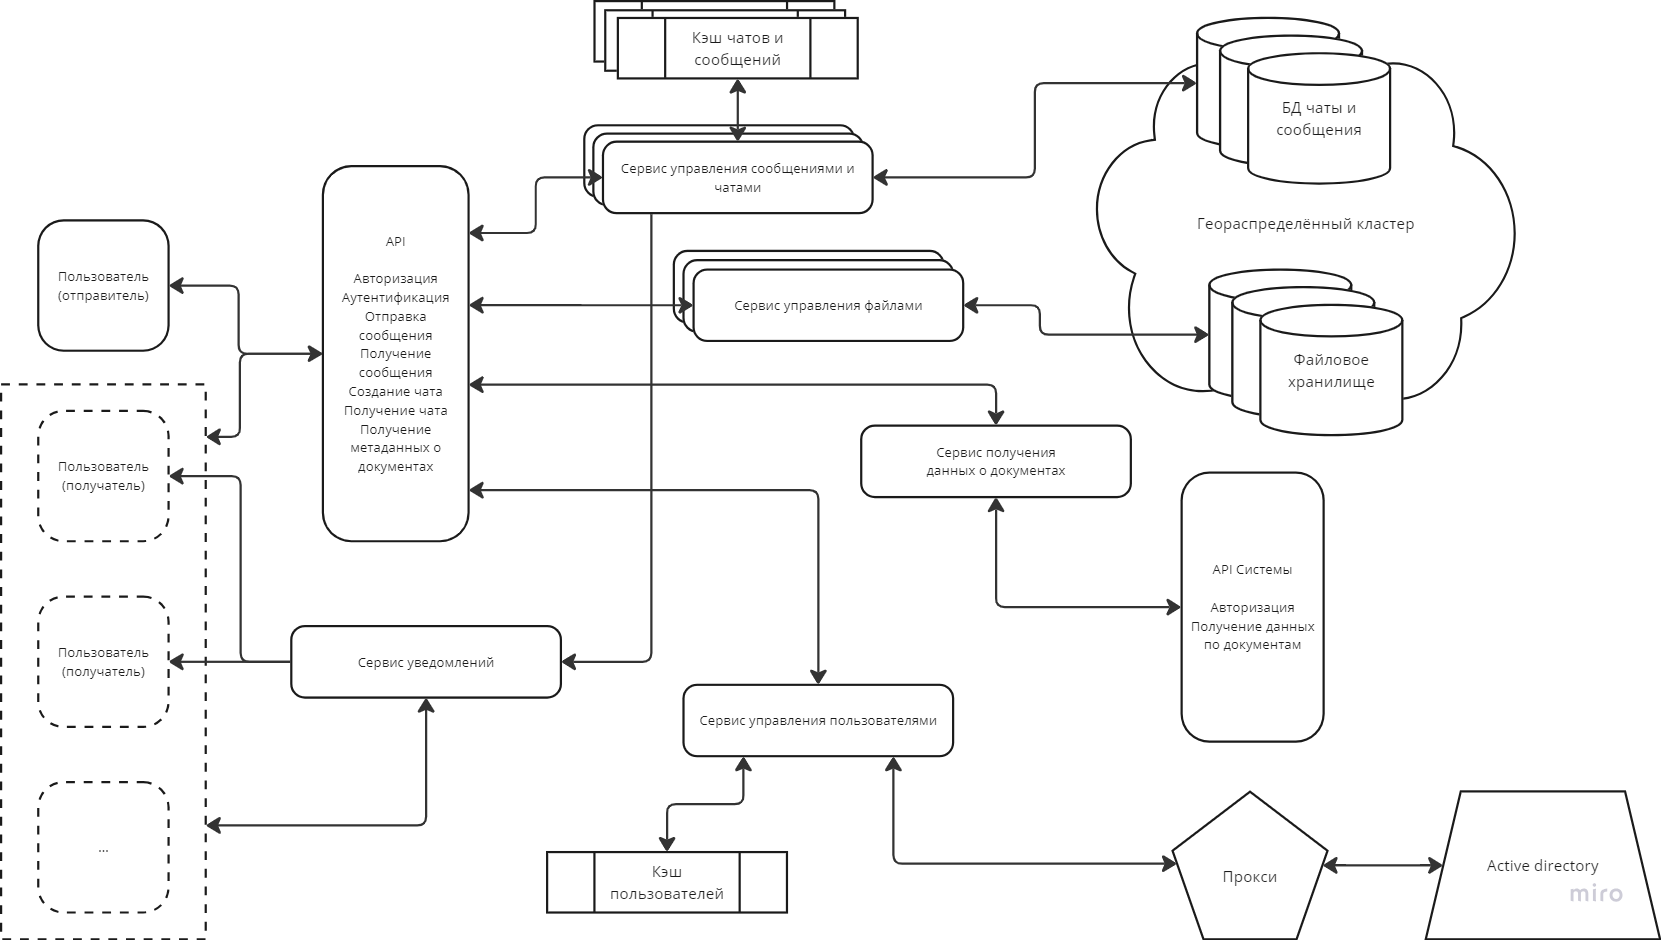 Кэш чатов и
сообщений
БД чаты и
сообщения
Сервис управления сообщениями и
чатами
Геораспределённый кластер
API
Авторизация
Аутентификация
Отправка
сообщения
Получение
сообщения
Создание чата
Получение чата
Получение
метаданных о
документах
Пользователь
(отправитель)
Сервис управления файлами
Файловое
хранилище
Пользователь
(получатель)
Сервис получения
данных о документах
API Системы
Авторизация
Получение данных
по документам
Пользователь
(получатель)
Сервис уведомлений
Сервис управления пользователями
...
Кэш
пользователей
Прокси
Active directory
miro